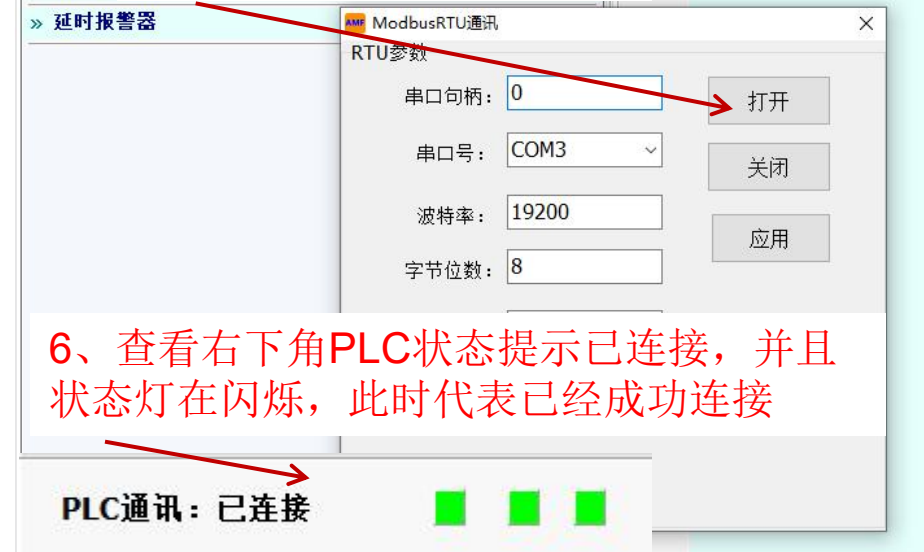 » 延时报警器
AMF ModbusRTU通讯
RTU参数
串口句柄： 0
打开
串口号： COM3
关闭
波特率： 19200
应用
字节位数： 8
6、查看右下角PLC状态提示已连接，并且
状态灯在闪烁，此时代表已经成功连接
PLC通讯：已连接